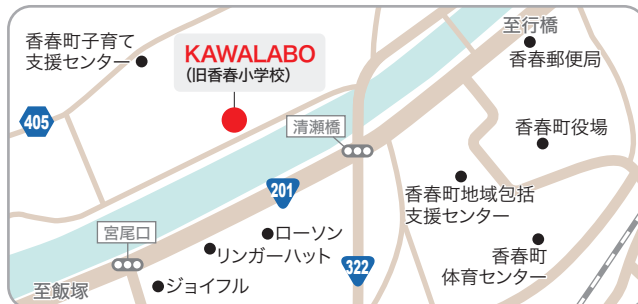 至行橋
香春町子育て
支援センター
KAWALABO
(旧香春小学校)
香春郵便局
405
清瀬橋
香春町役場
201
香春町地域包括
支援センター
宮尾口
ローソン
リンガーハット
香春町
体育センター
322
至飯塚
ジョイフル